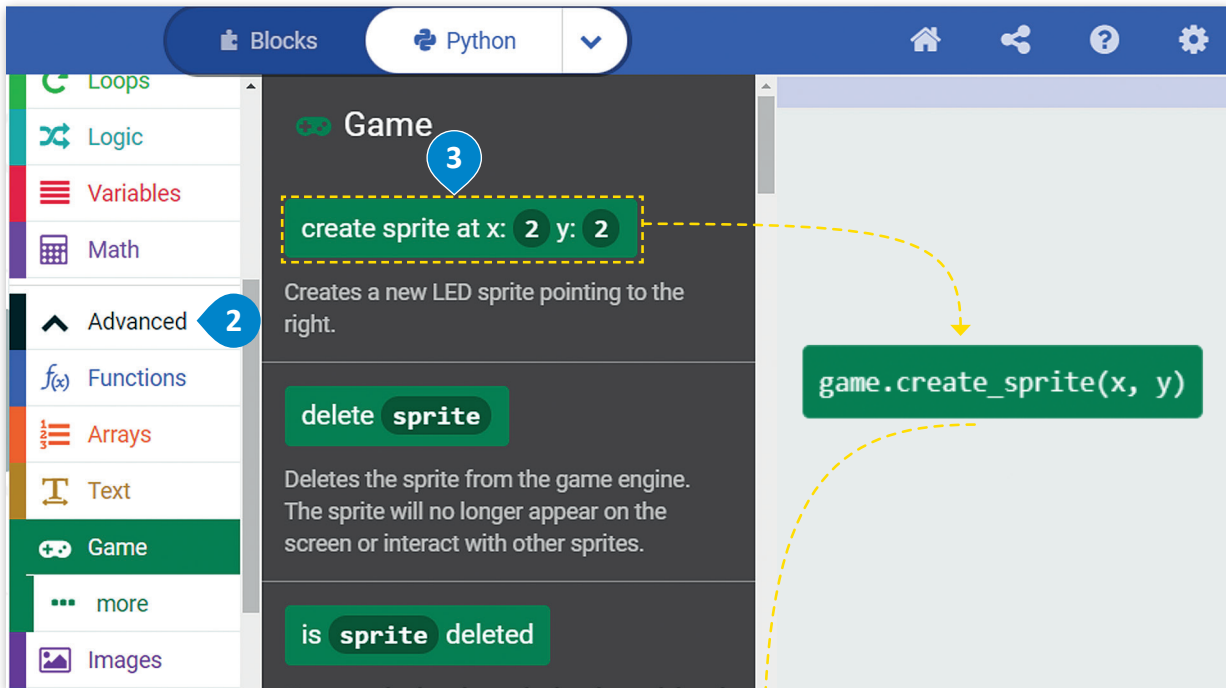 Blocks
Python
Loops
Logic
Variables
Math
Advanced
2
f(x) Functions
1
2
3
Arrays
T Text
Game
more
Images
Game
3
create sprite at x: 2 y: 2
Creates a new LED sprite pointing to the
right.
delete sprite
Deletes the sprite from the game engine.
The sprite will no longer appear on the
screen or interact with other sprites.
is sprite deleted
?
game.create_sprite(x, y)